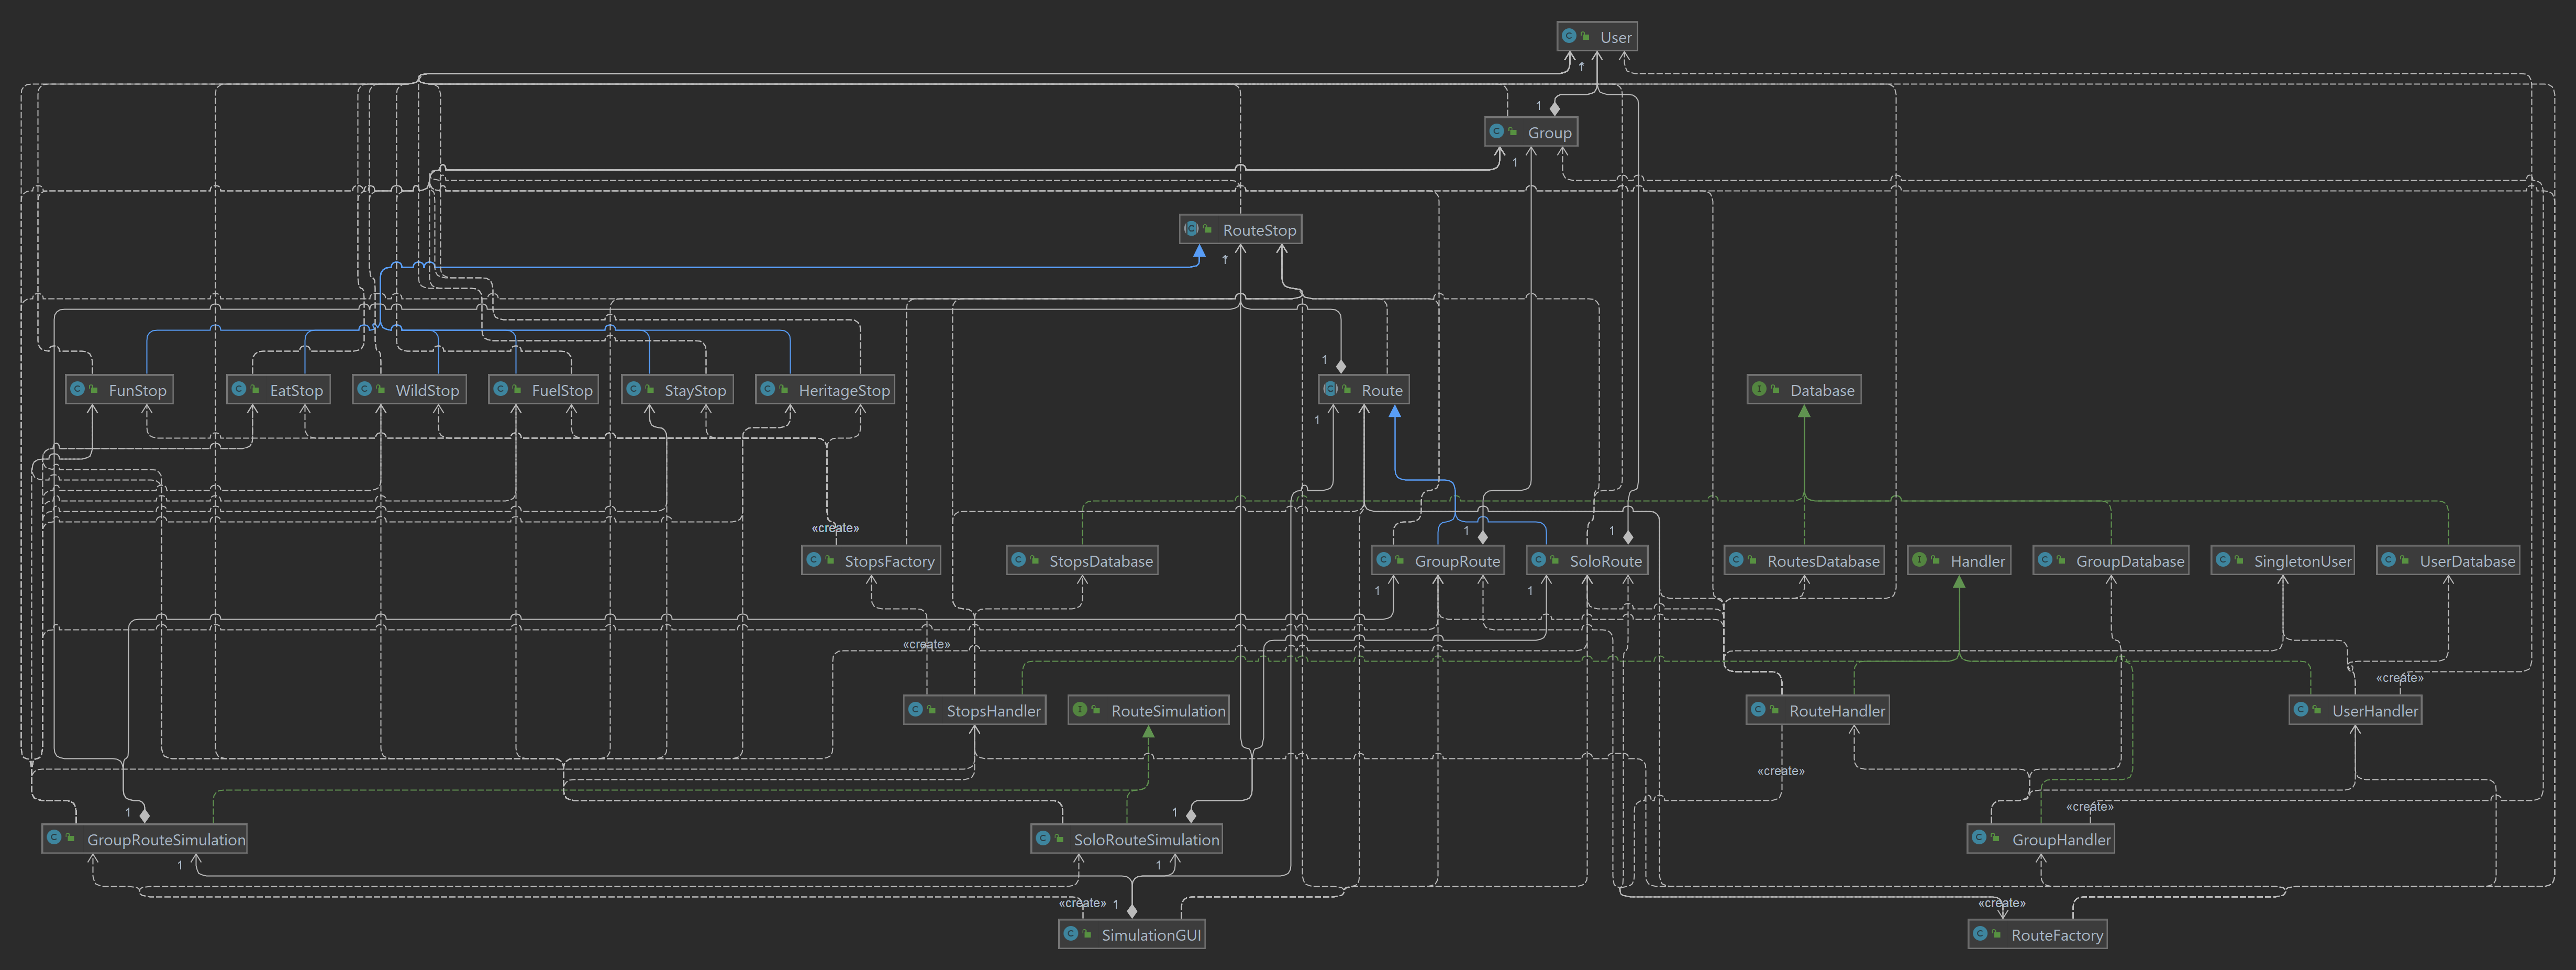 User
1
1
Group
1
RouteStop
1
1
FunStop
EatStop
WildStop
FuelStop
StayStop
HeritageStop
Route
Database
1
«create»
1
1
StopsFactory
StopsDatabase
GroupRoute
SoloRoute
RoutesDatabase
Handler
GroupDatabase
SingletonUser
UserDatabase
1
1
«create»
«create»
StopsHandler
RouteSimulation
RouteHandler
UserHandler
«create»
«create»
1
1
GroupRouteSimulation
SoloRouteSimulation
GroupHandler
1
1
«create»
1
«create»
SimulationGUI
RouteFactory